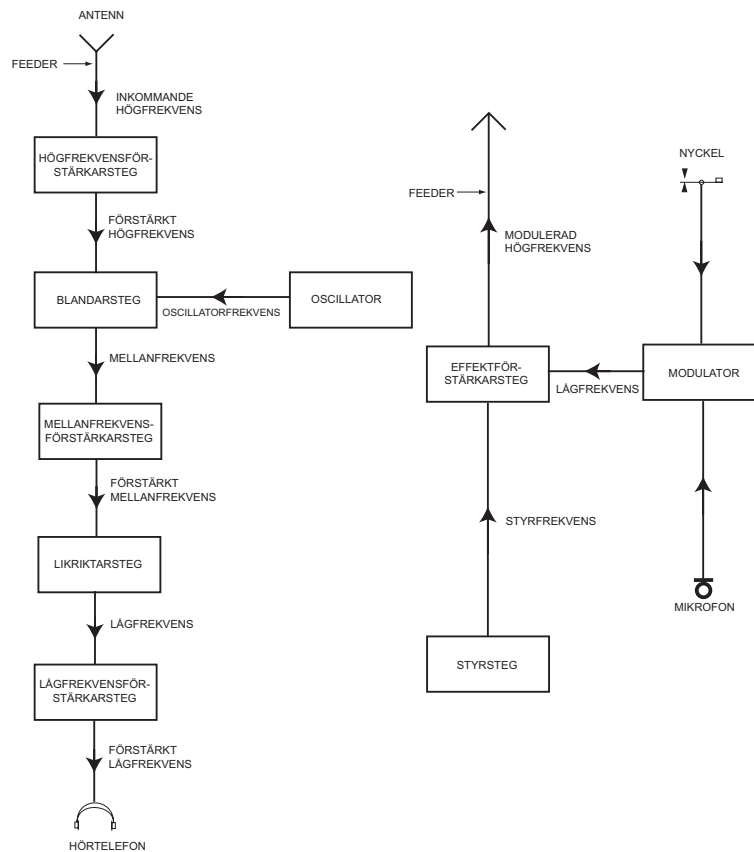 ANTENN
FEEDER
INKOMMANDE
HÖGFREKVENS
HÖGFREKVENSFÖR-
STÄRKARSTEG
FÖRSTÄRKT
HÖGFREKVENS
BLANDARSTEG
OSCILLATORFREKVENS
OSCILLATOR
MELLANFREKVENS
MELLANFREKVENS-
FÖRSTÄRKARSTEG
FÖRSTÄRKT
MELLANFREKVENS
LIKRIKTARSTEG
LÅGFREKVENS
LÅGFREKVENSFÖR-
STÄRKARSTEG
FÖRSTÄRKT
LÅGFREKVENS
HÖRTELEFON
FEEDER
MODULERAD
HÖGFREKVENS
NYCKEL
EFFEKTFÖR-
STÄRKARSTEG
LÅGFREKVENS
MODULATOR
STYRFREKVENS
MIKROFON
STYRSTEG